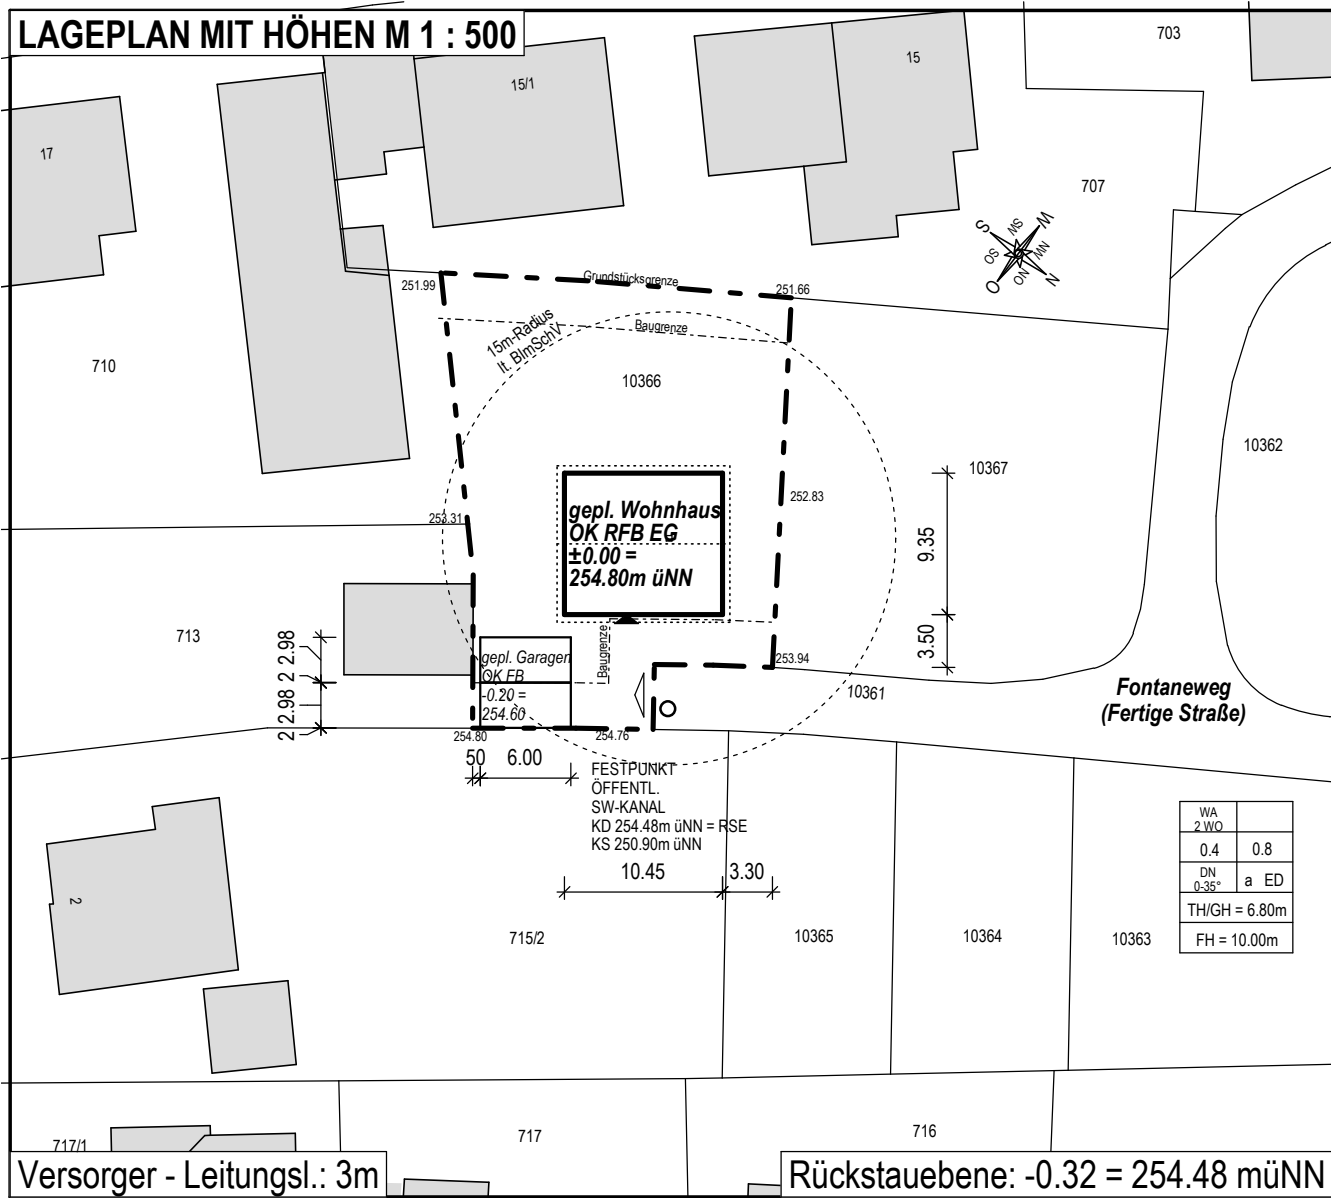 LAGEPLAN MIT HÖHEN M 1 : 500
703
15
15/1
17
707
S
SW
W
NW
N
NO
O
SO
251.99
Grundstücksgrenze
251.66
15m-Radius
lt. BImSchV
Baugrenze
710
10366
10362
10367
252.83
253.31
gepl. Wohnhaus
OK RFB EG
±0.00 =
254.80m üNN
9.35
3.50
713
2.98
2
2.98
2
gepl. Garagen
OK FB
-0.20 =
254.60
Baugrenze
253.94
10361
Fontaneweg
(Fertige Straße)
254.80
254.76
50
6.00
FESTPUNKT
ÖFFENTL.
SW-KANAL
KD 254.48m üNN = RSE
KS 250.90m üNN
10.45
3.30
WA
2 WO
0.4
0.8
DN
0-35°
a ED
TH/GH = 6.80m
FH = 10.00m
2
715/2
10365
10364
10363
717/1
717
716
Versorger - Leitungsl.: 3m
Rückstauebene: -0.32 = 254.48 müNN